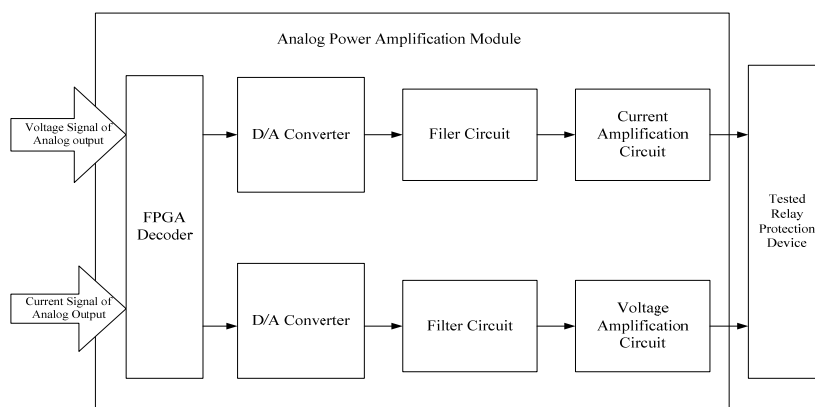 Analog Power Amplification Module
Voltage Signal of
Analog output
FPGA
Decoder
D/A Converter
Filer Circuit
Current
Amplification
Circuit
Tested
Relay
Protection
Device
Current Signal of
Analog Output
D/A Converter
Filter Circuit
Voltage
Amplification
Circuit